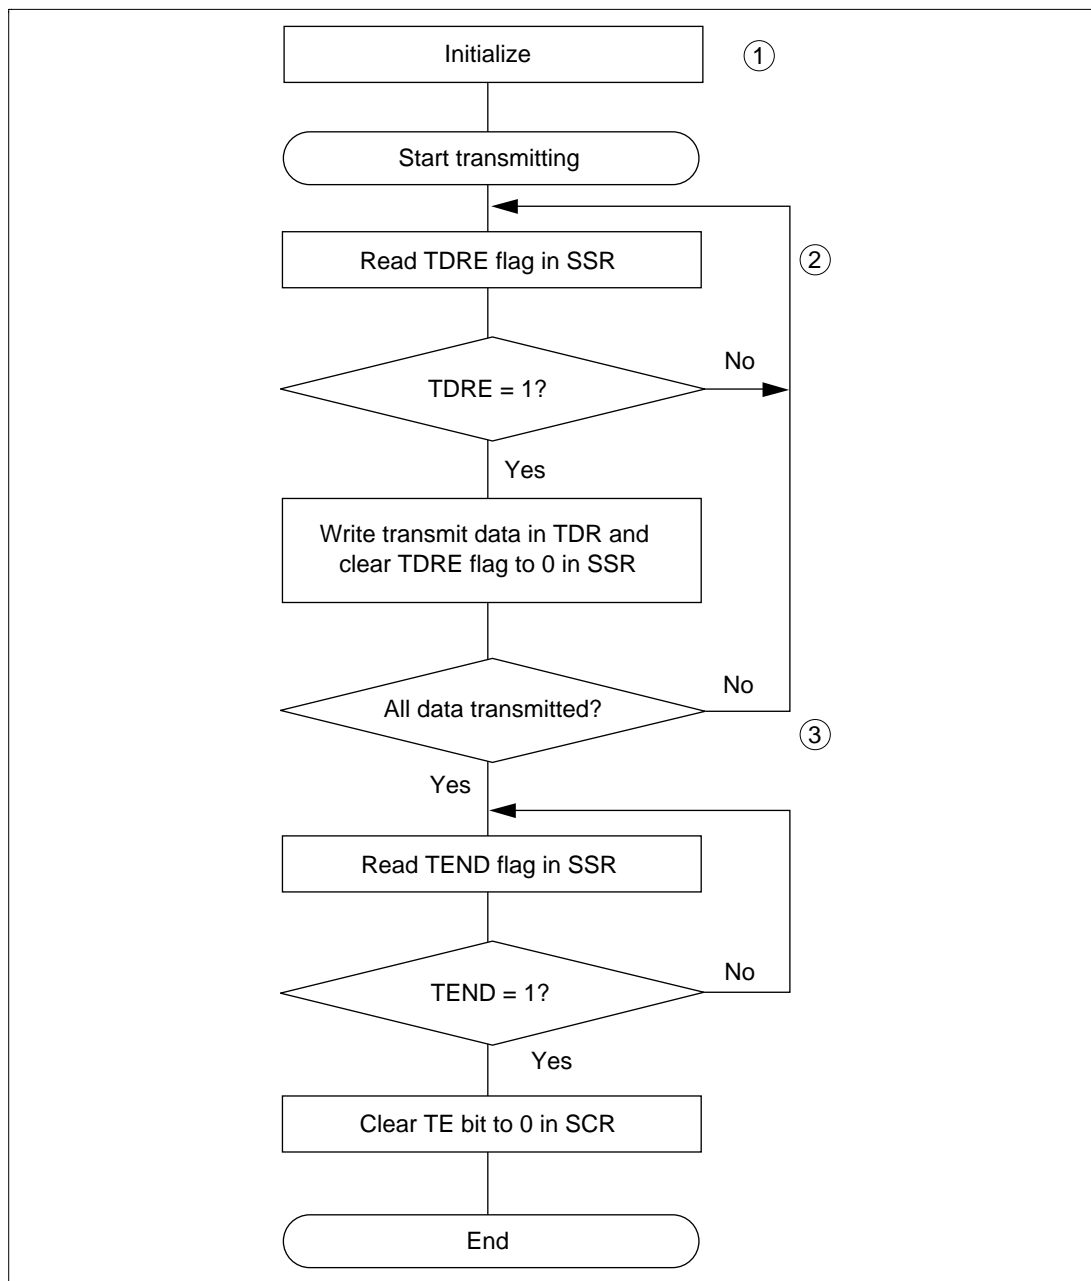 Initialize
①
Start transmitting
Read TDRE flag in SSR
②
TDRE = 1?
No
Yes
Write transmit data in TDR and
clear TDRE flag to 0 in SSR
All data transmitted?
No
③
Yes
Read TEND flag in SSR
TEND = 1?
No
Yes
Clear TE bit to 0 in SCR
End